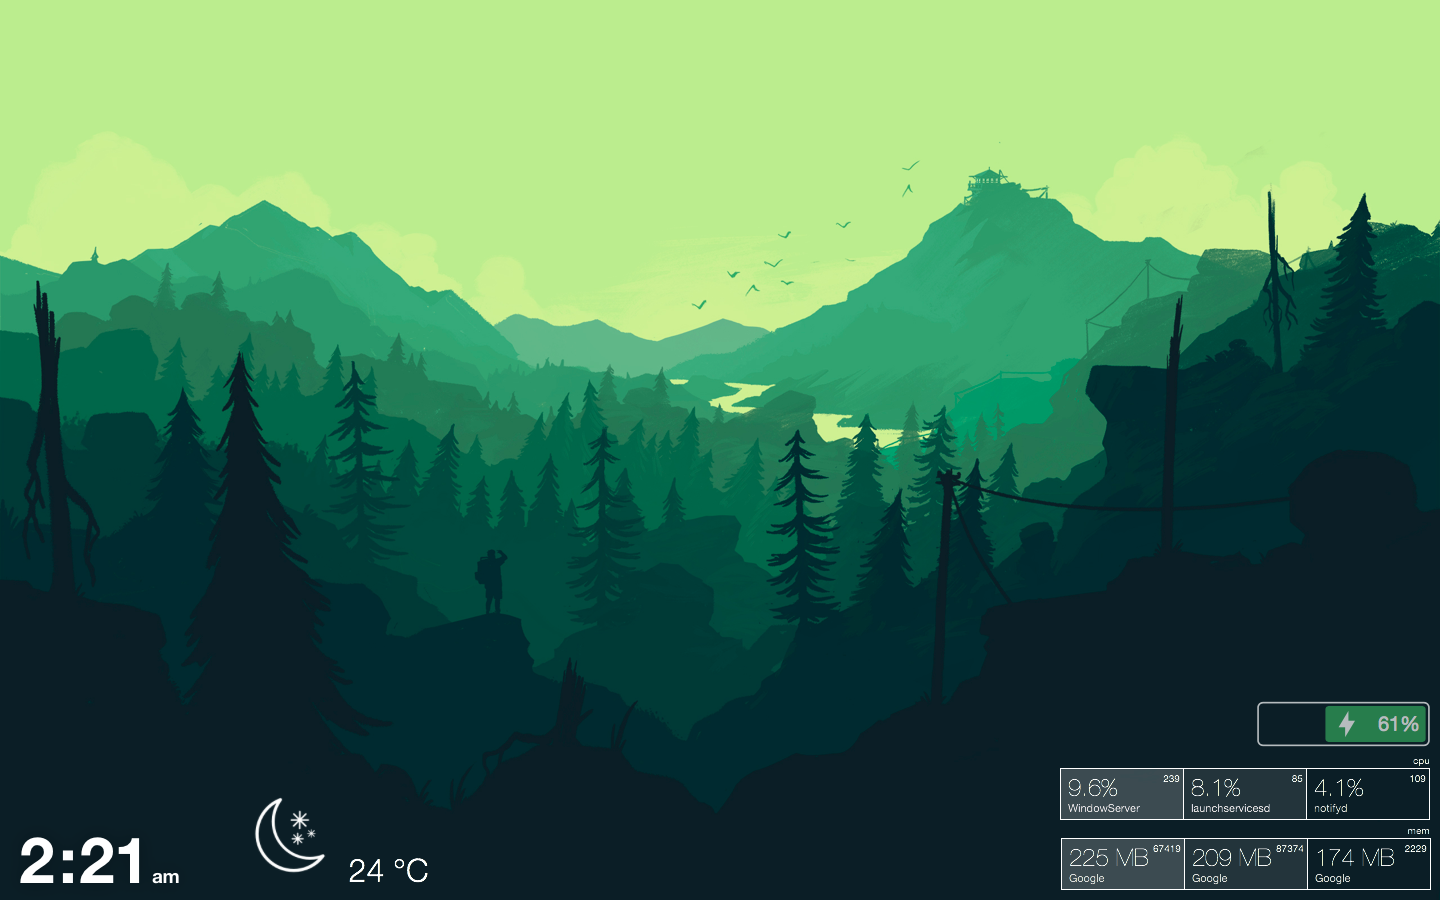 61%
cpu
9.6% 239 8.1% 85 4.1% 109
WindowServer launchservicesd notifyd
mem
225 MB 67419 209 MB 87374 174 MB 2229
Google Google Google
2:21 am
24 °C